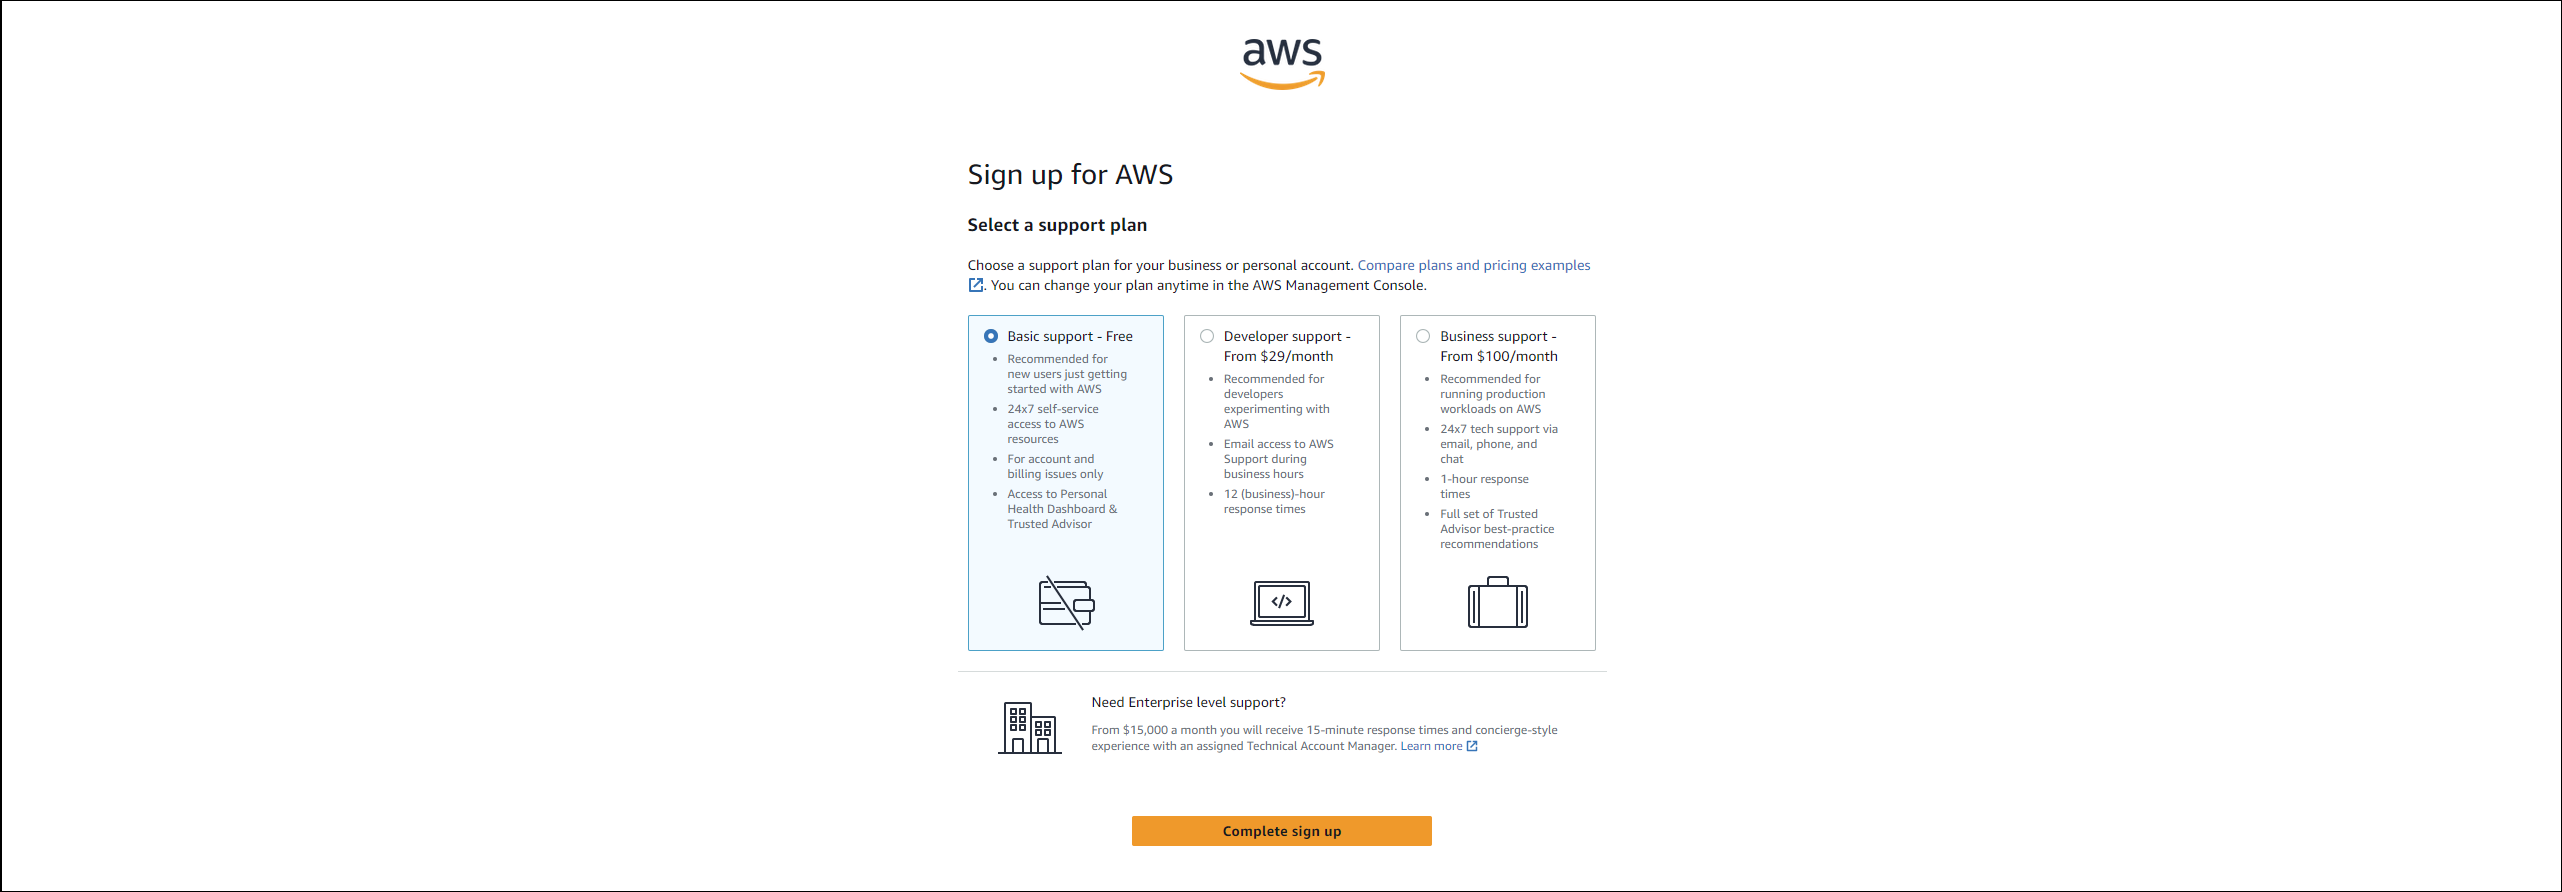 aws
Sign up for AWS
Select a support plan
Choose a support plan for your business or personal account. Compare plans and pricing examples
. You can change your plan anytime in the AWS Management Console.
Basic support - Free
• Recommended for
new users just getting
started with AWS
• 24x7 self-service
access to AWS
resources
• For account and
billing issues only
• Access to Personal
Health Dashboard &
Trusted Advisor
Developer support -
From $29/month
• Recommended for
developers
experimenting with
AWS
• Email access to AWS
Support during
business hours
• 12 (business)-hour
response times
</>
Business support -
From $100/month
• Recommended for
running production
workloads on AWS
• 24x7 tech support via
email, phone, and
chat
• 1-hour response
times
• Full set of Trusted
Advisor best-practice
recommendations
Need Enterprise level support?
From $15,000 a month you will receive 15-minute response times and concierge-style
experience with an assigned Technical Account Manager. Learn more
Complete sign up